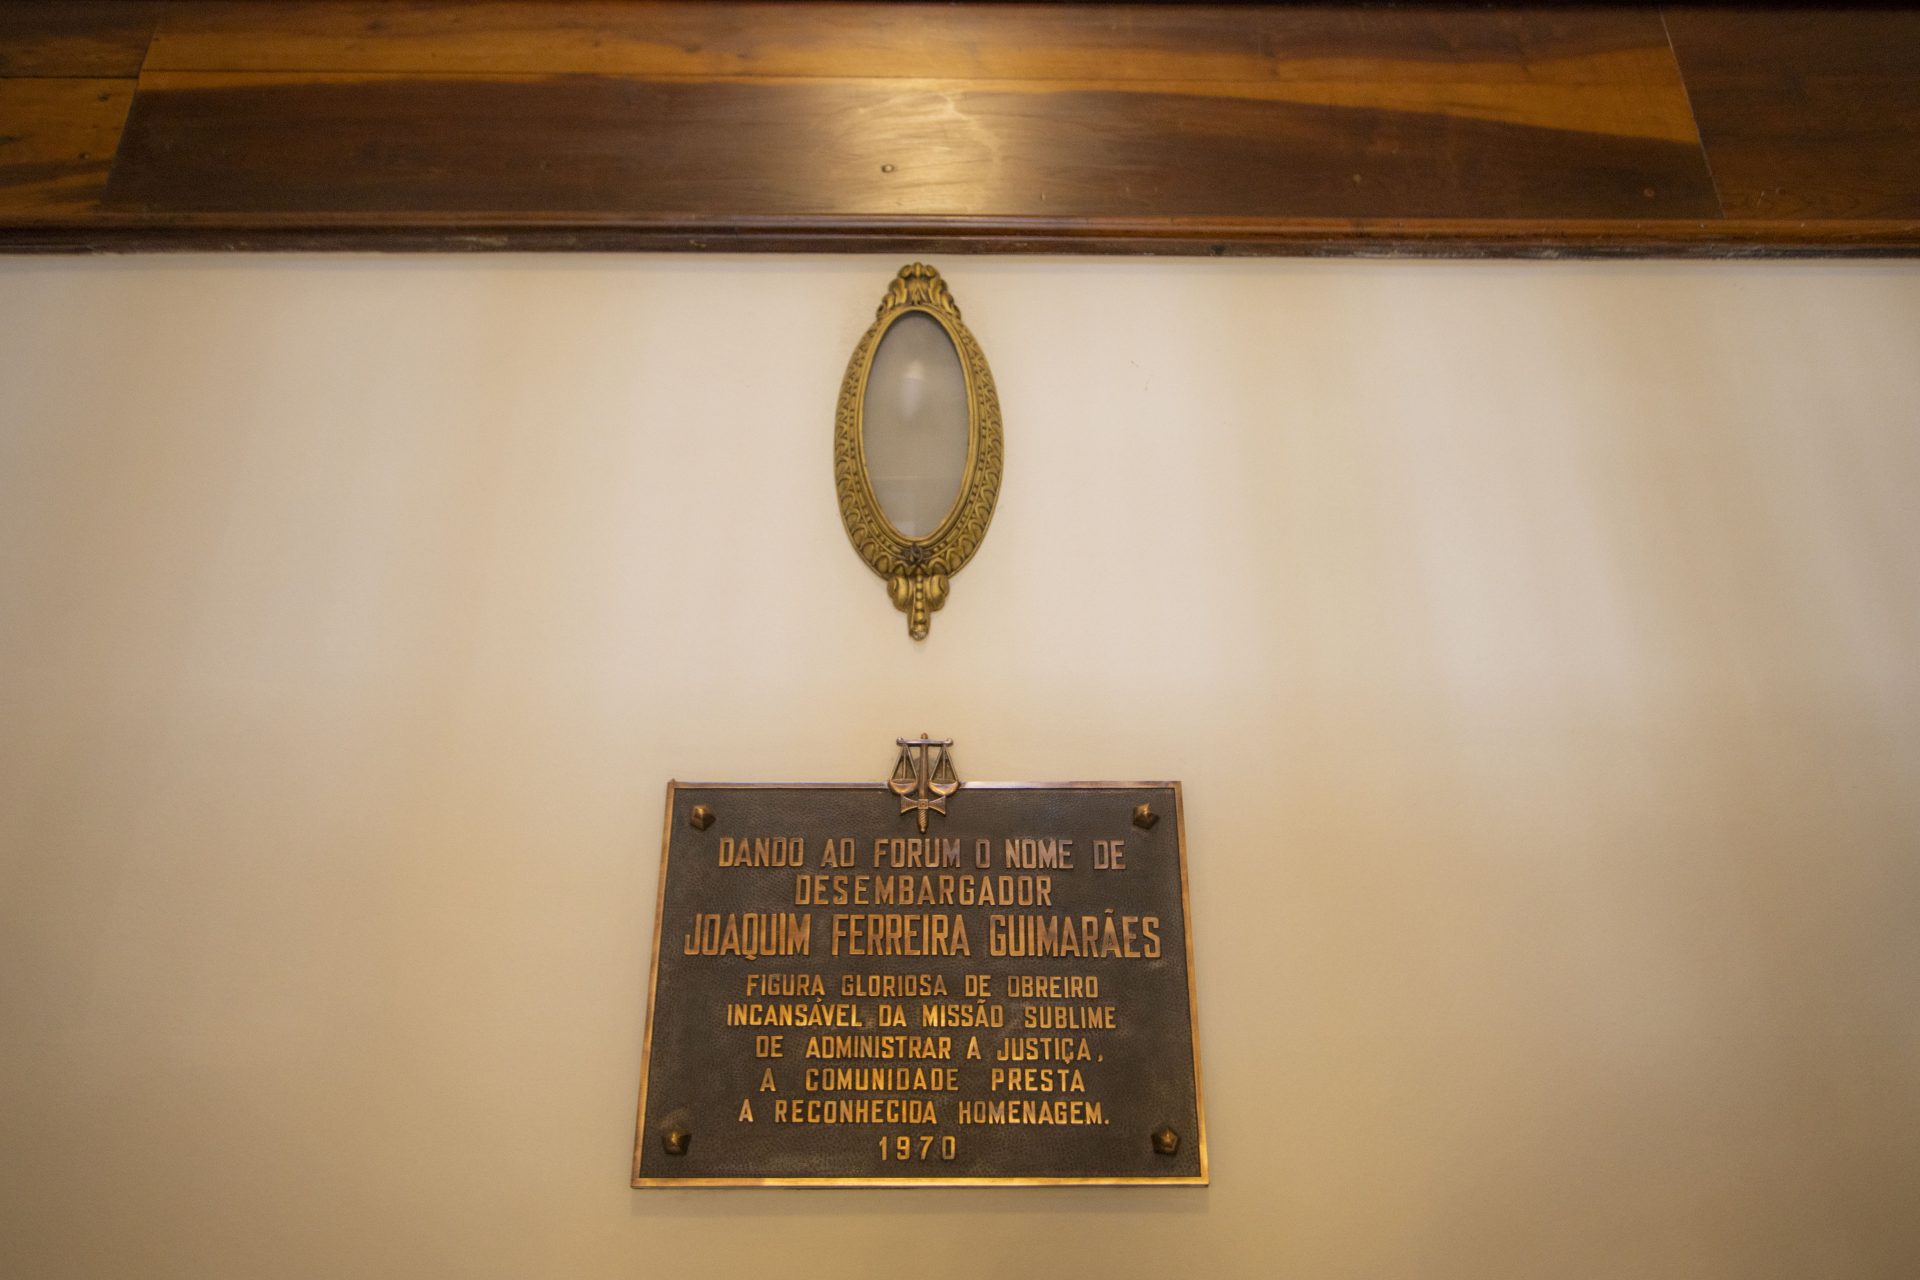 DANDO AO FORUM O NOME DE
DESEMBARGADOR
JOAQUIM FERREIRA GUIMARÃES
FIGURA GLORIOSA DE OBREIRO
INCANSÁVEL DA MISSÃO SUBLIME
DE ADMINISTRAR A JUSTIÇA,
A COMUNIDADE PRESTA
A RECONHECIDA HOMENAGEM.
1970